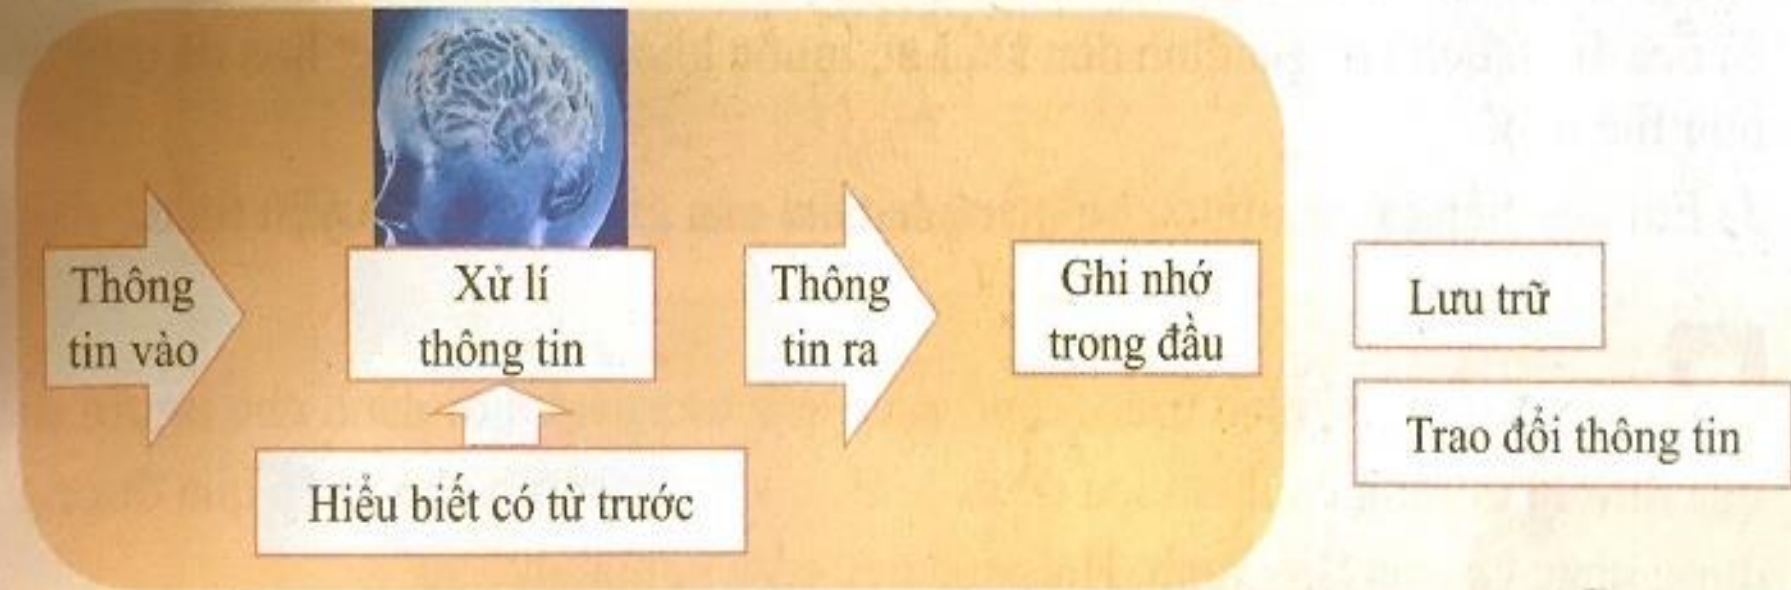 Thông
tin vào
Xử lí
thông tin
Thông
tin ra
Ghi nhớ
trong đầu
Lưu trữ
Trao đổi thông tin
Hiểu biết có từ trước